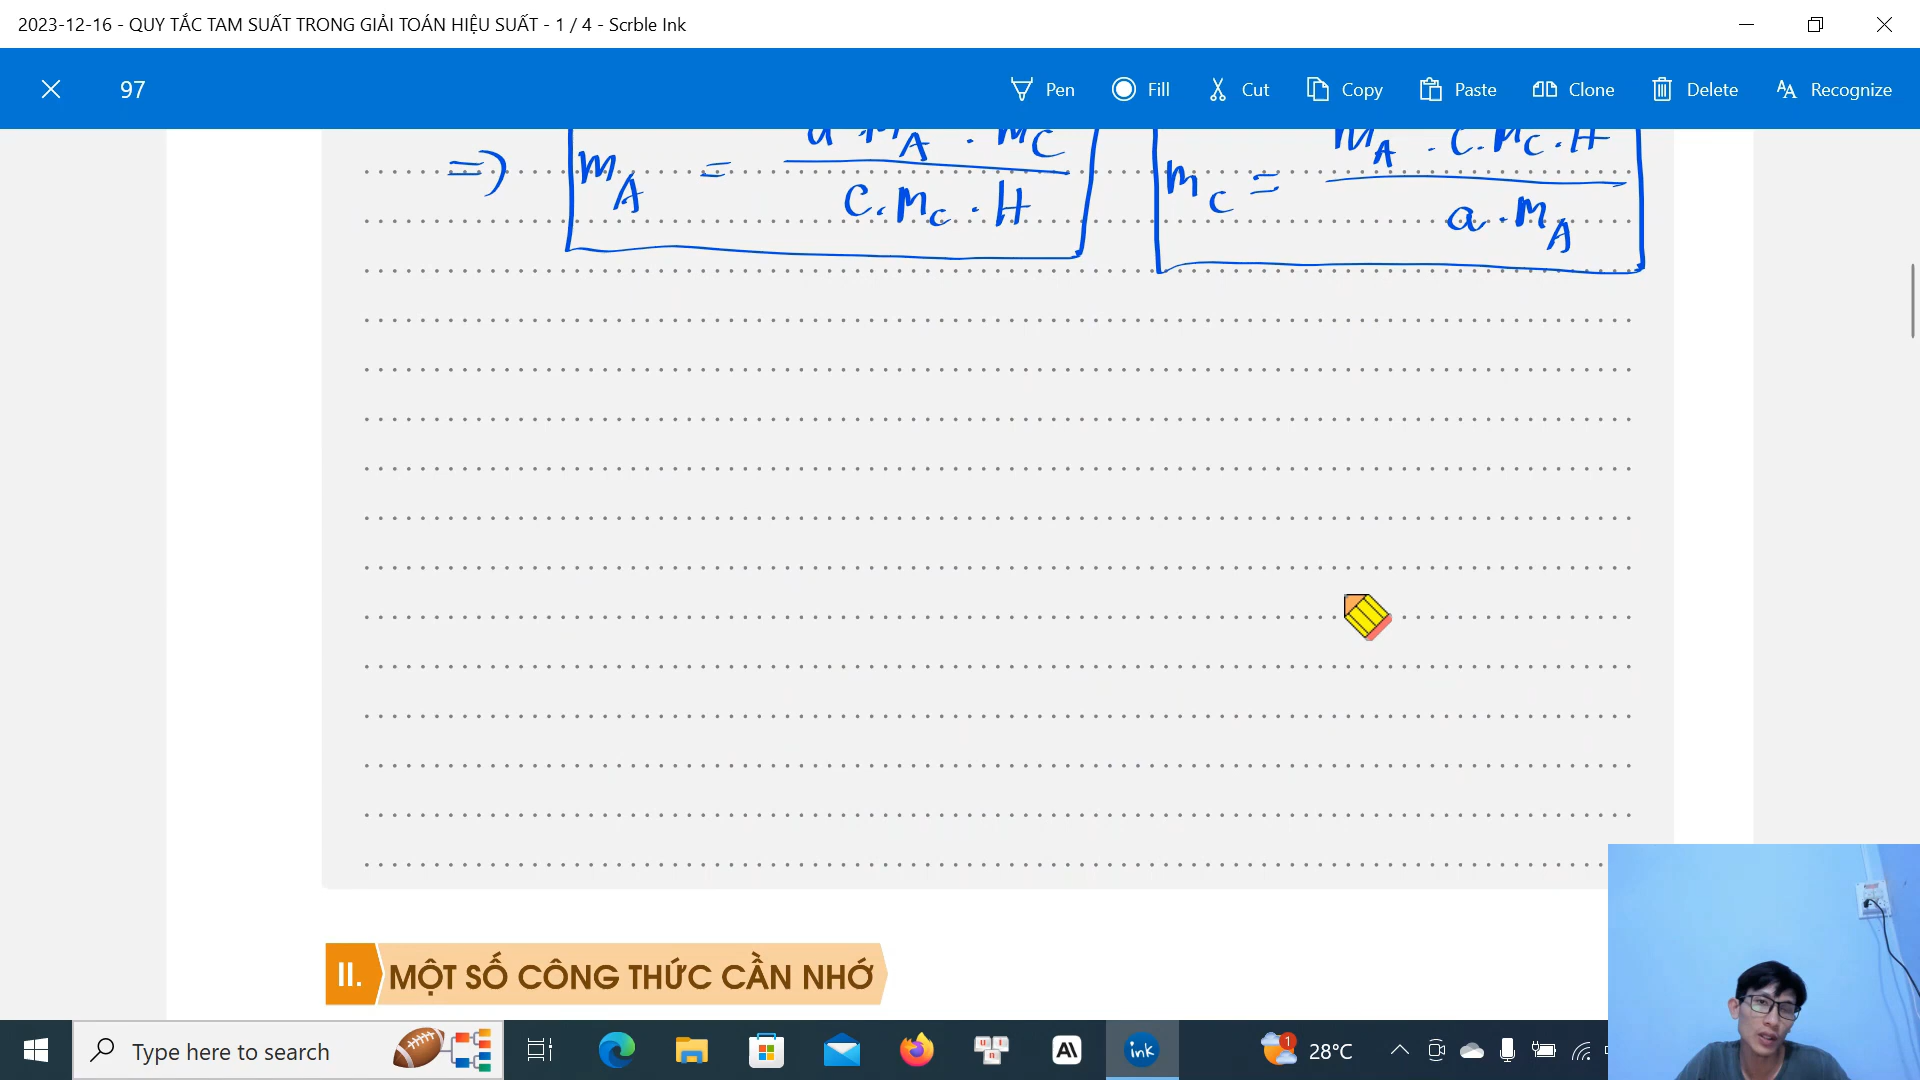 2023-12-16 - QUY TẮC TAM SUẤT TRONG GIẢI TOÁN HIỆU SUẤT - 1 / 4 - Scrble Ink
97 Pen Fill Cut Copy Paste Clone Delete Recognize
=> m_A = a.M_A . m_C / C.M_C . H
m_C = m_A . C.M_C . H / a.M_A
II. MỘT SỐ CÔNG THỨC CẦN NHỚ
Type here to search
u i n
A\
ink
1
28°C